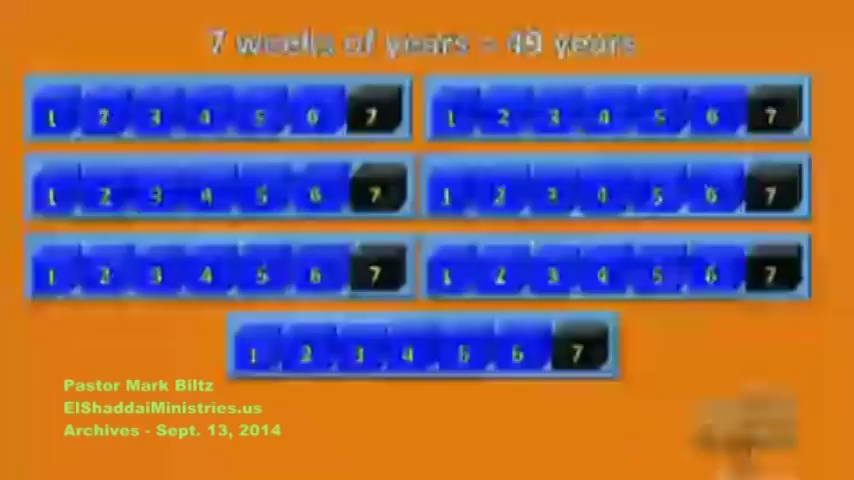 7 weeks of years = 49 years
1 2 3 4 5 6 7 1 2 3 4 5 6 7
1 2 3 4 5 6 7 1 2 3 4 5 6 7
1 2 3 4 5 6 7 1 2 3 4 5 6 7
1 2 3 4 5 6 7
Pastor Mark Biltz
ElShaddaiMinistries.us
Archives - Sept. 13, 2014